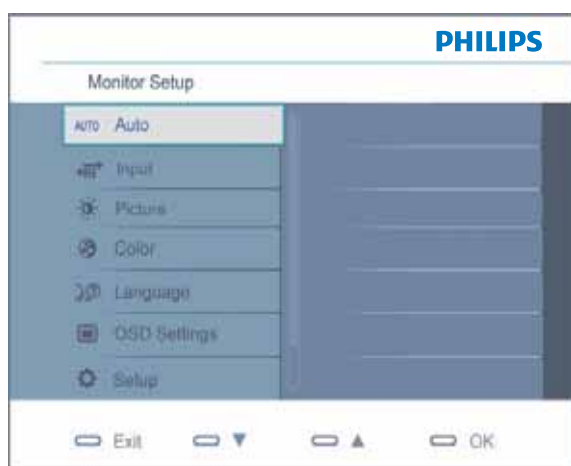 PHILIPS
Monitor Setup
AUTO Auto
Input
Picture
Color
Language
OSD Settings
Setup
Exit ▼ ▲ OK